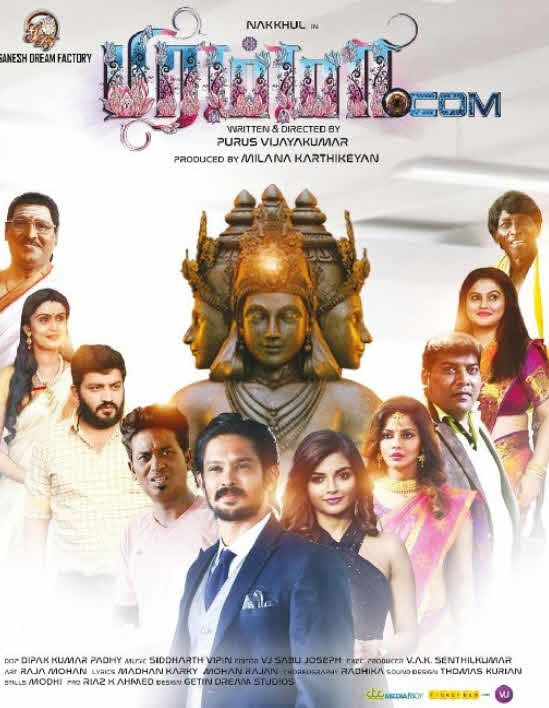 NAKKHUL IN
GANESH DREAM FACTORY
பிரம்மா.COM
WRITTEN & DIRECTED BY
PURUS VIJAYAKUMAR
PRODUCED BY MILANA KARTHIKEYAN
DOP DIPAK KUMAR PADHY MUSIC SIDDHARTH VIPIN EDITOR VJ SABU JOSEPH EXEC. PRODUCER V.A.K. SENTHILKUMAR
ART RAJA MOHAN LYRICS MADHAN KARKY MOHAN RAJAN CHOREOGRAPHY RADHIKA SOUND DESIGN THOMAS KURIAN
STILLS MODHI PRO RIAZ K AHMED DESIGN GETIN DREAM STUDIOS
VU